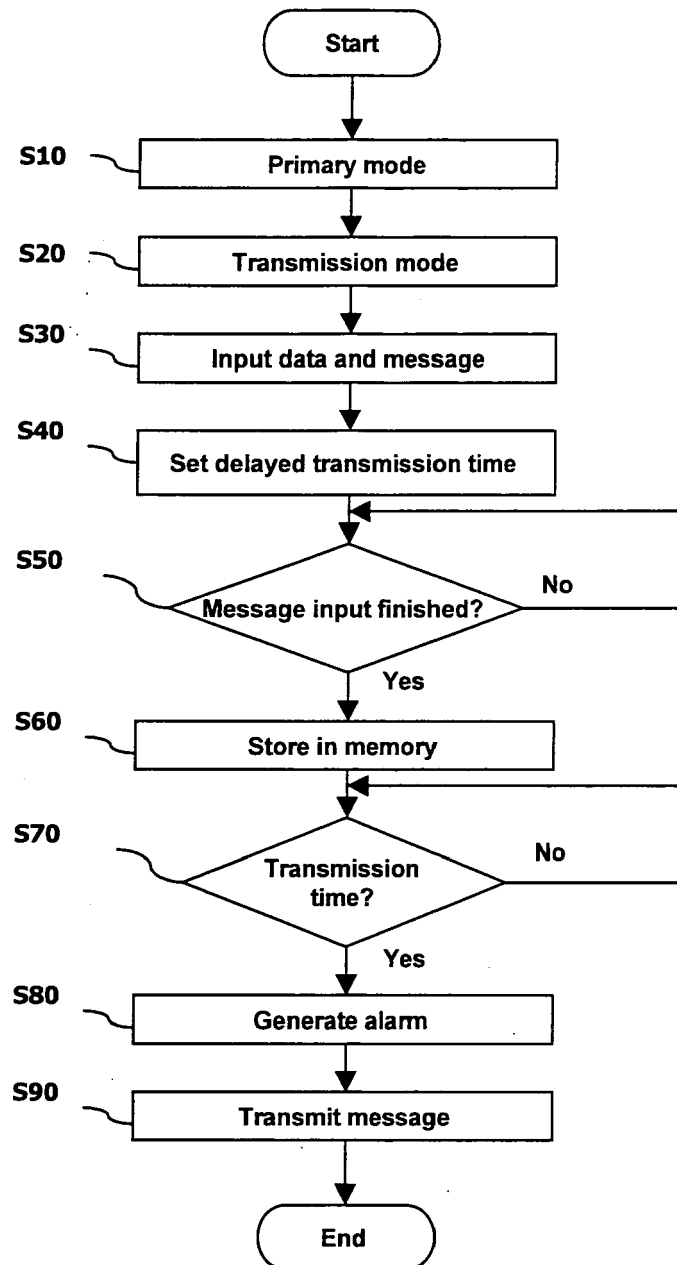 Start
S10
Primary mode
S20
Transmission mode
S30
Input data and message
S40
Set delayed transmission time
S50
Message input finished?
No
Yes
S60
Store in memory
S70
Transmission
time?
No
Yes
S80
Generate alarm
S90
Transmit message
End